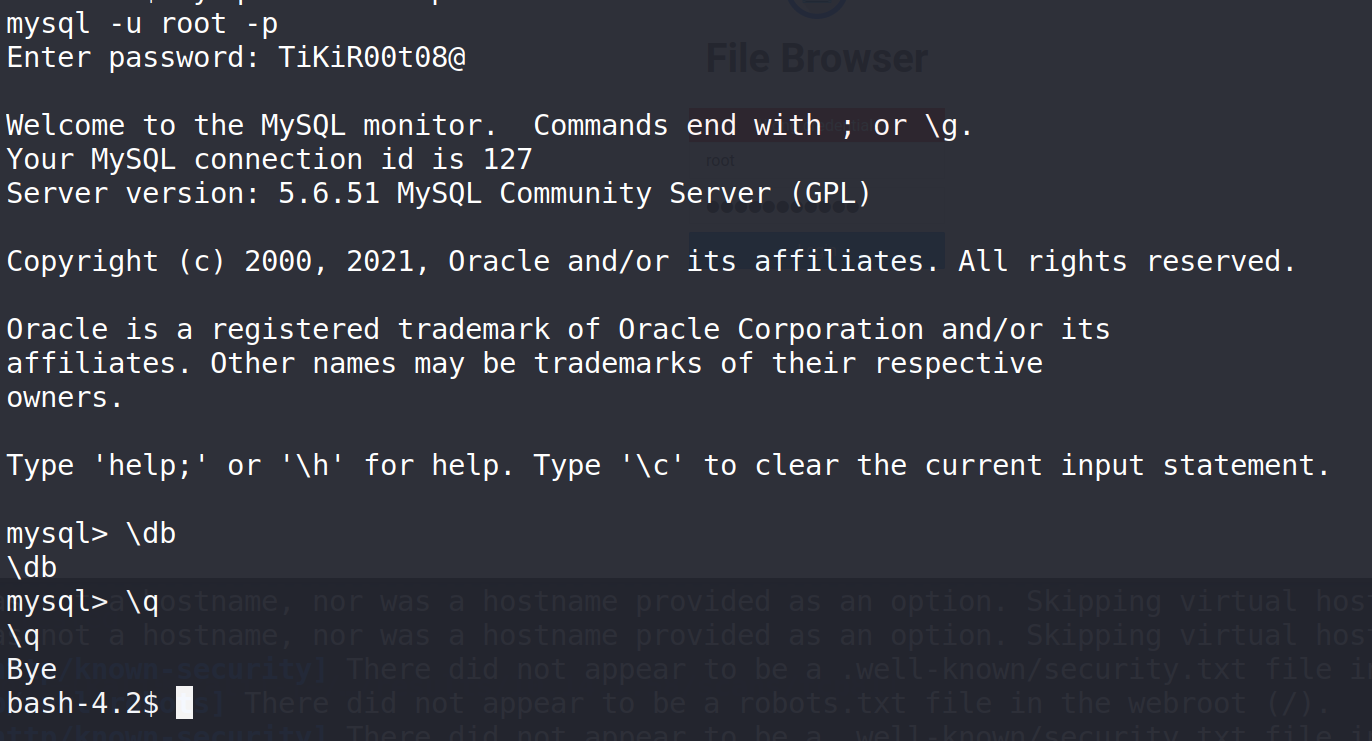 mysql -u root -p
Enter password: TiKiR00t08@
File Browser
Welcome to the MySQL monitor.  Commands end with ; or \g.
root
Your MySQL connection id is 127
Server version: 5.6.51 MySQL Community Server (GPL)
Copyright (c) 2000, 2021, Oracle and/or its affiliates. All rights reserved.
Oracle is a registered trademark of Oracle Corporation and/or its
affiliates. Other names may be trademarks of their respective
owners.
Type 'help;' or '\h' for help. Type '\c' to clear the current input statement.
mysql> \db
\db
mysql> \q
hostname, nor was a hostname provided as an option. Skipping virtual
\q
not a hostname, nor was a hostname provided as an option. Skipping virtual
Bye
/known-security] There did not appear to be a .well-known/security.txt file
bash-4.2$
There did not appear to be a robots.txt file in the webroot (/).
/known-security] There did not appear to be a .well-known/security.txt file